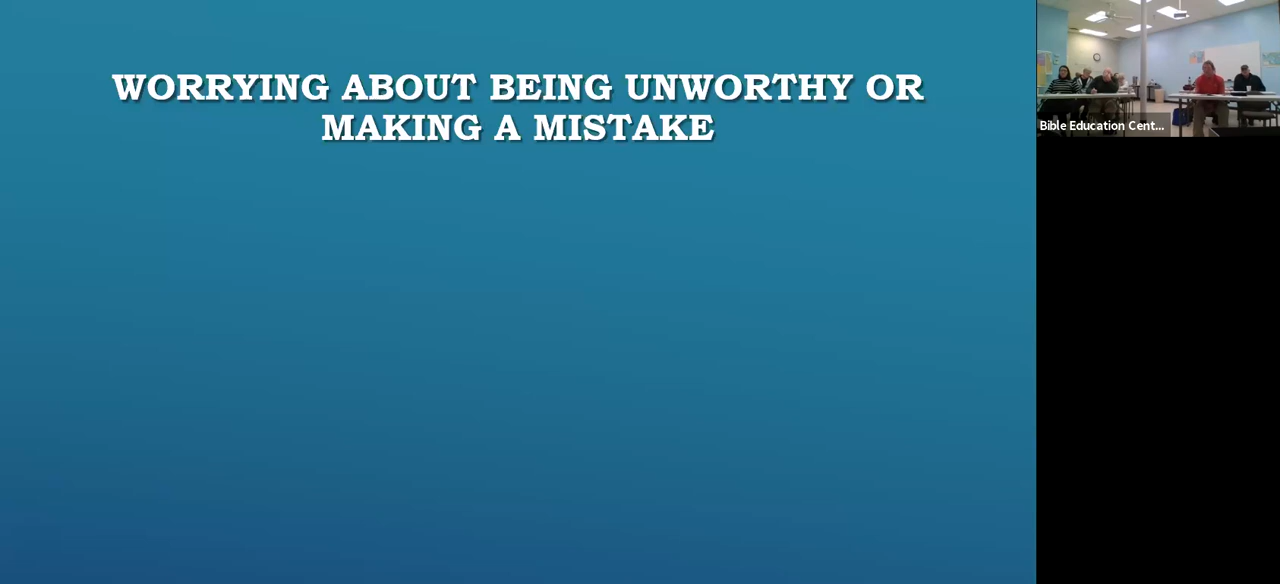 WORRYING ABOUT BEING UNWORTHY OR
MAKING A MISTAKE
Bible Education Cent...